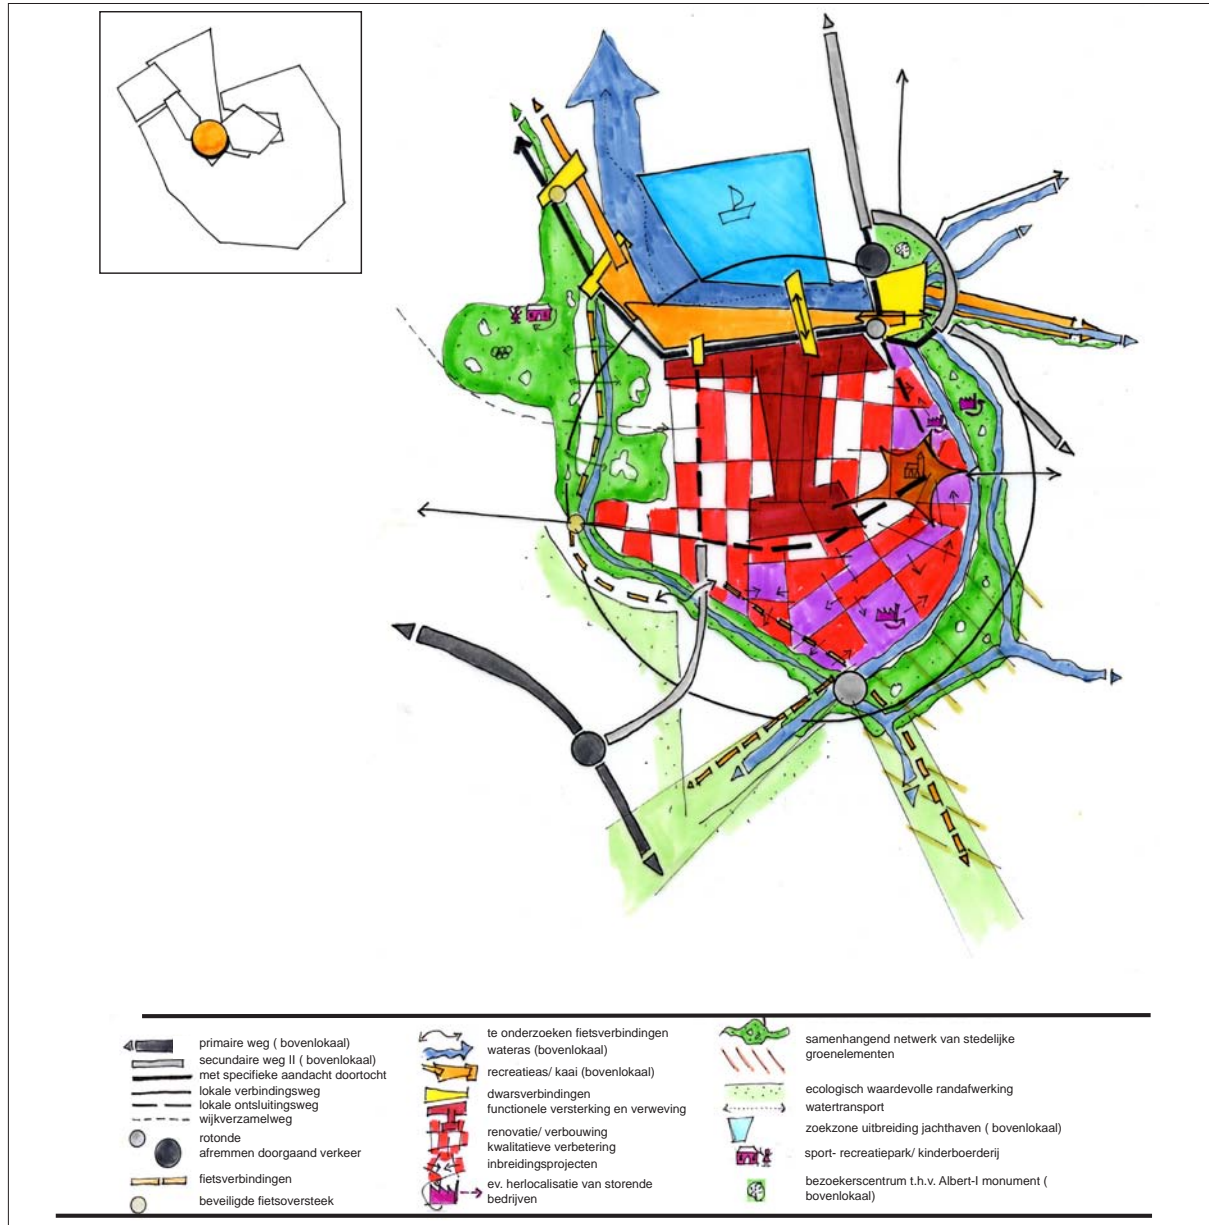 primaire weg ( bovenlokaal)
secundaire weg II ( bovenlokaal)
met specifieke aandacht doortocht
lokale verbindingsweg
lokale ontsluitingsweg
wijkverzamelweg
rotonde
afremmen doorgaand verkeer
fietsverbindingen
beveiligde fietsoversteek
te onderzoeken fietsverbindingen
wateras (bovenlokaal)
recreatieas/ kaai (bovenlokaal)
dwarsverbindingen
functionele versterking en verweving
renovatie/ verbouwing
kwalitatieve verbetering
inbreidingsprojecten
ev. herlocalisatie van storende
bedrijven
samenhangend netwerk van stedelijke
groenelementen
ecologisch waardevolle randafwerking
watertransport
zoekzone uitbreiding jachthaven ( bovenlokaal)
sport- recreatiepark/ kinderboerderij
bezoekerscentrum t.h.v. Albert-I monument (
bovenlokaal)